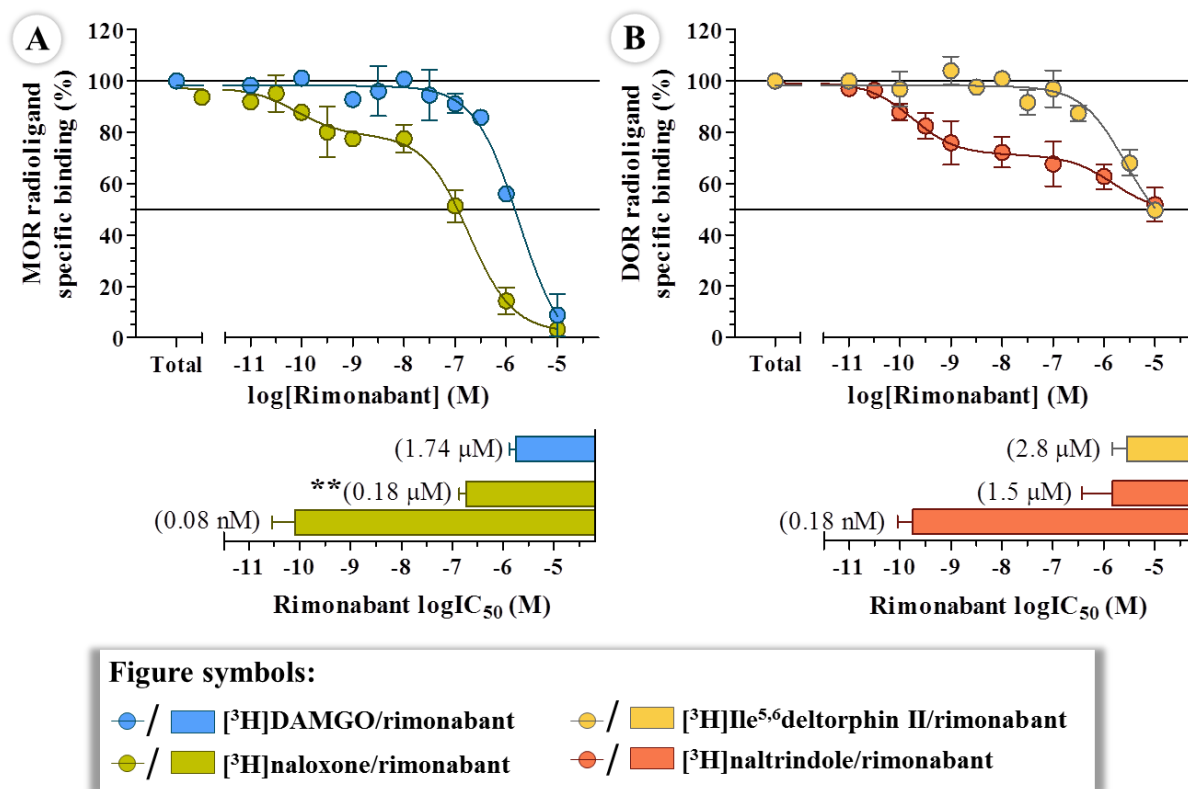 A
MOR radioligand
specific binding (%)
120
100
80
60
40
20
0
Total -11 -10 -9 -8 -7 -6 -5
log[Rimonabant] (M)
(1.74 μM)
**(0.18 μM)
(0.08 nM)
-11 -10 -9 -8 -7 -6 -5
Rimonabant logIC50 (M)
B
DOR radioligand
specific binding (%)
120
100
80
60
40
20
0
Total -11 -10 -9 -8 -7 -6 -5
log[Rimonabant] (M)
(2.8 μM)
(1.5 μM)
(0.18 nM)
-11 -10 -9 -8 -7 -6 -5
Rimonabant logIC50 (M)
Figure symbols:
/ [³H]DAMGO/rimonabant
/ [³H]Ile⁵,⁶deltorphin II/rimonabant
/ [³H]naloxone/rimonabant
/ [³H]naltrindole/rimonabant